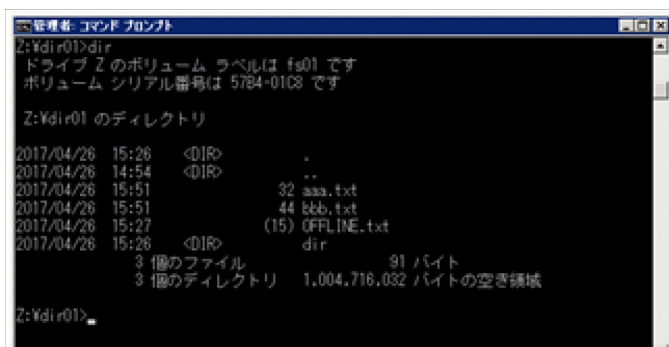 管理者: コマンド プロンプト
Z:¥dir01>dir
ドライブ Z のボリューム ラベルは fs01 です
ボリューム シリアル番号は 57B4-01C8 です
Z:¥dir01 のディレクトリ
2017/04/26 15:26 <DIR> .
2017/04/26 14:54 <DIR> ..
2017/04/26 15:51 32 aaa.txt
2017/04/26 15:51 44 bbb.txt
2017/04/26 15:27 (15) OFFLINE.txt
2017/04/26 15:26 <DIR> dir
3 個のファイル 91 バイト
3 個のディレクトリ 1,004,716,032 バイトの空き領域
Z:¥dir01>